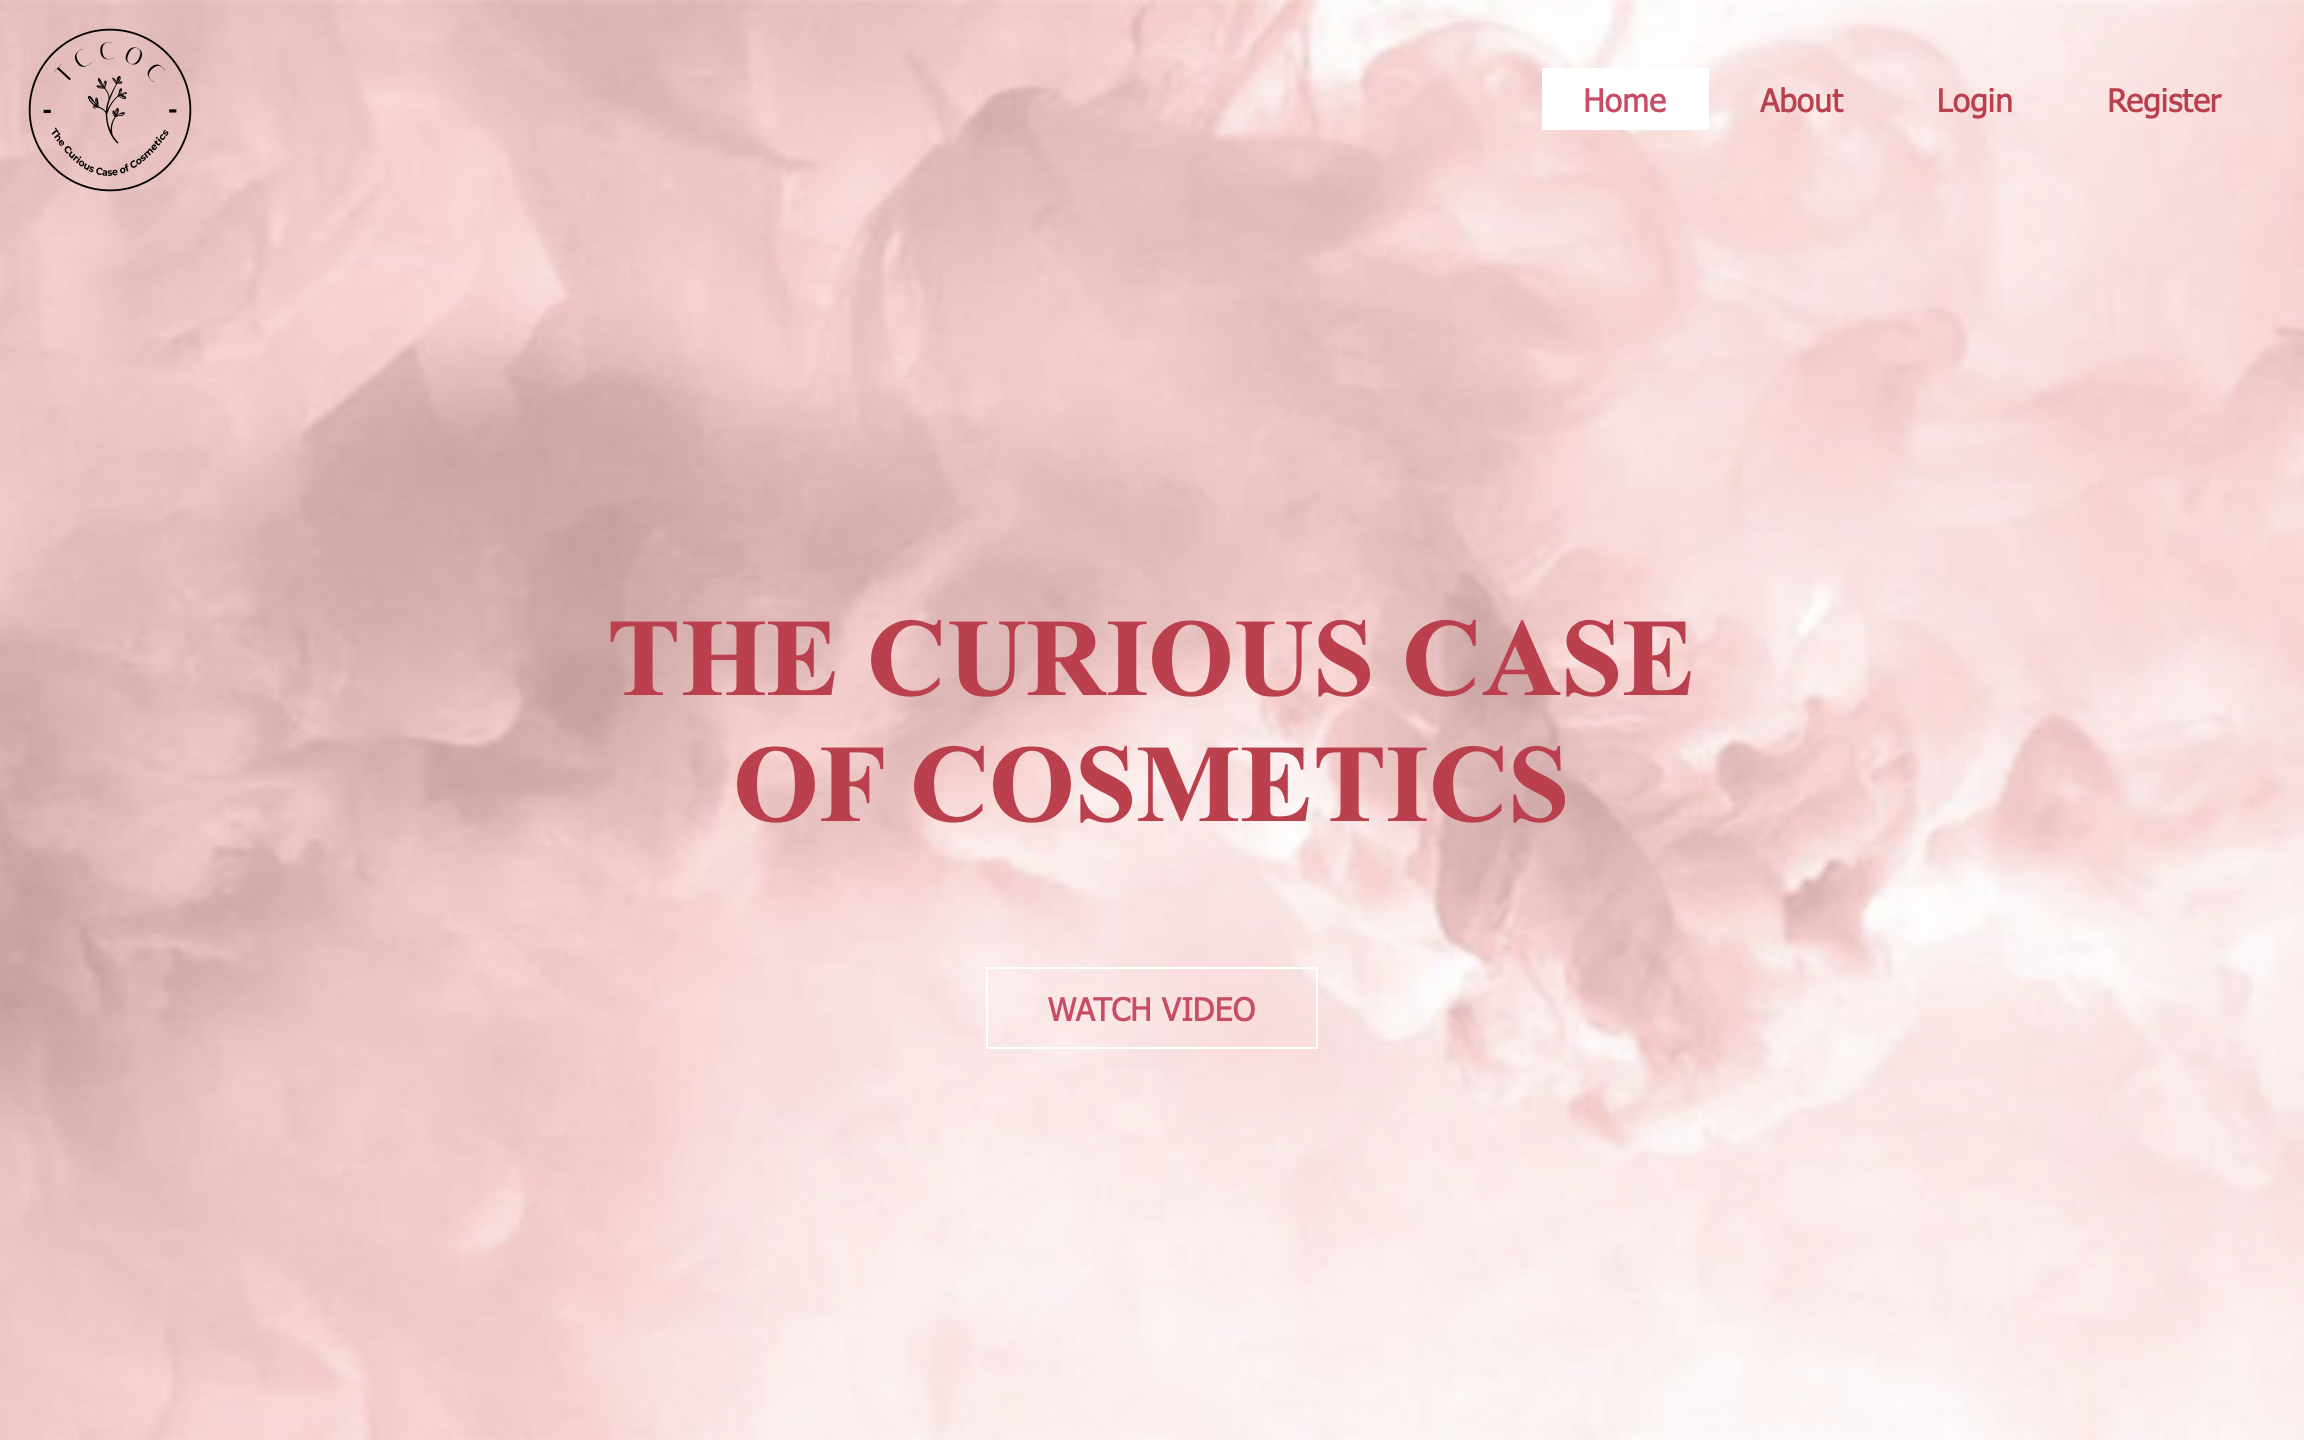 TCCOC
The Curious Case of Cosmetics
Home About Login Register
THE CURIOUS CASE
OF COSMETICS
WATCH VIDEO